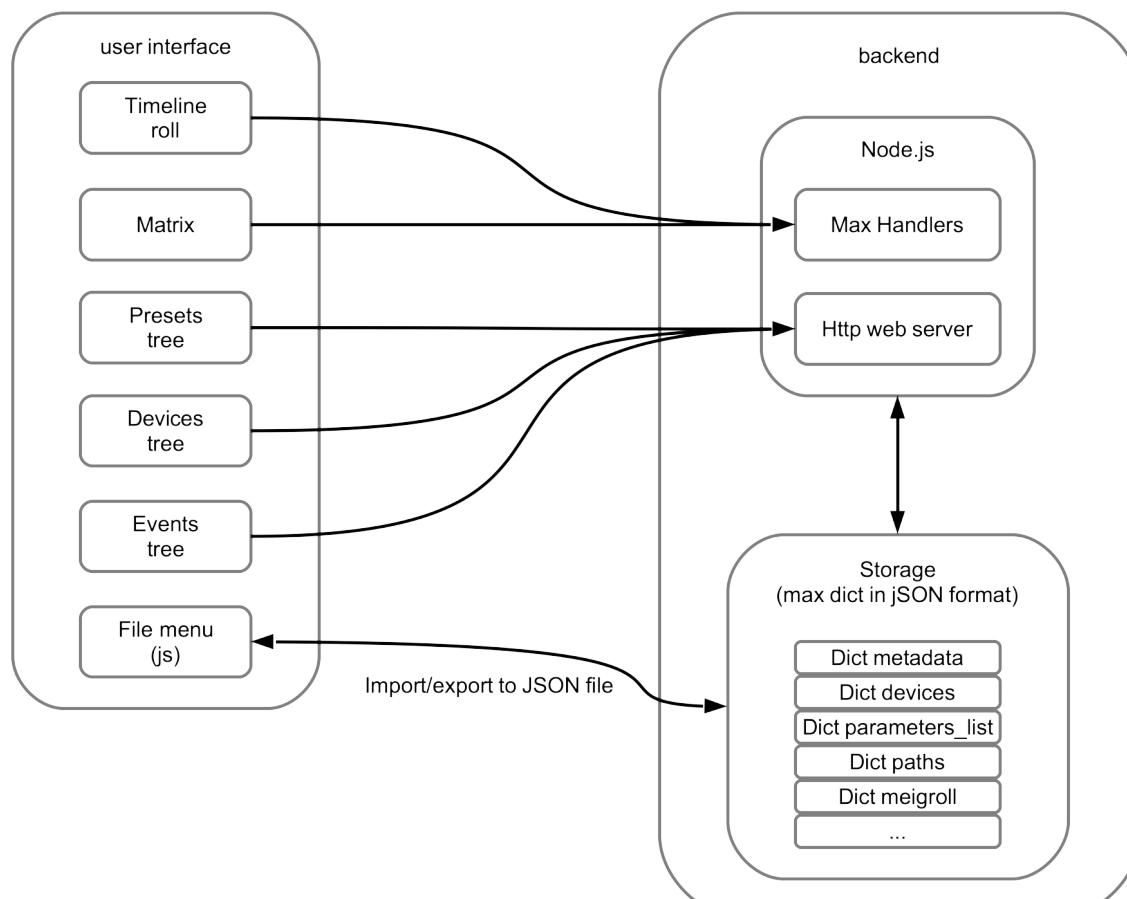 user interface
Timeline
roll
Matrix
Presets
tree
Devices
tree
Events
tree
File menu
(js)
Import/export to JSON file
backend
Node.js
Max Handlers
Http web server
Storage
(max dict in jSON format)
Dict metadata
Dict devices
Dict parameters_list
Dict paths
Dict meigroll
...